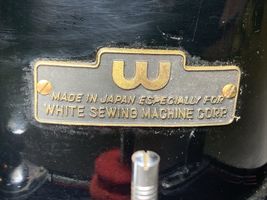 W
MADE IN JAPAN ESPECIALLY FOR
WHITE SEWING MACHINE CORP.